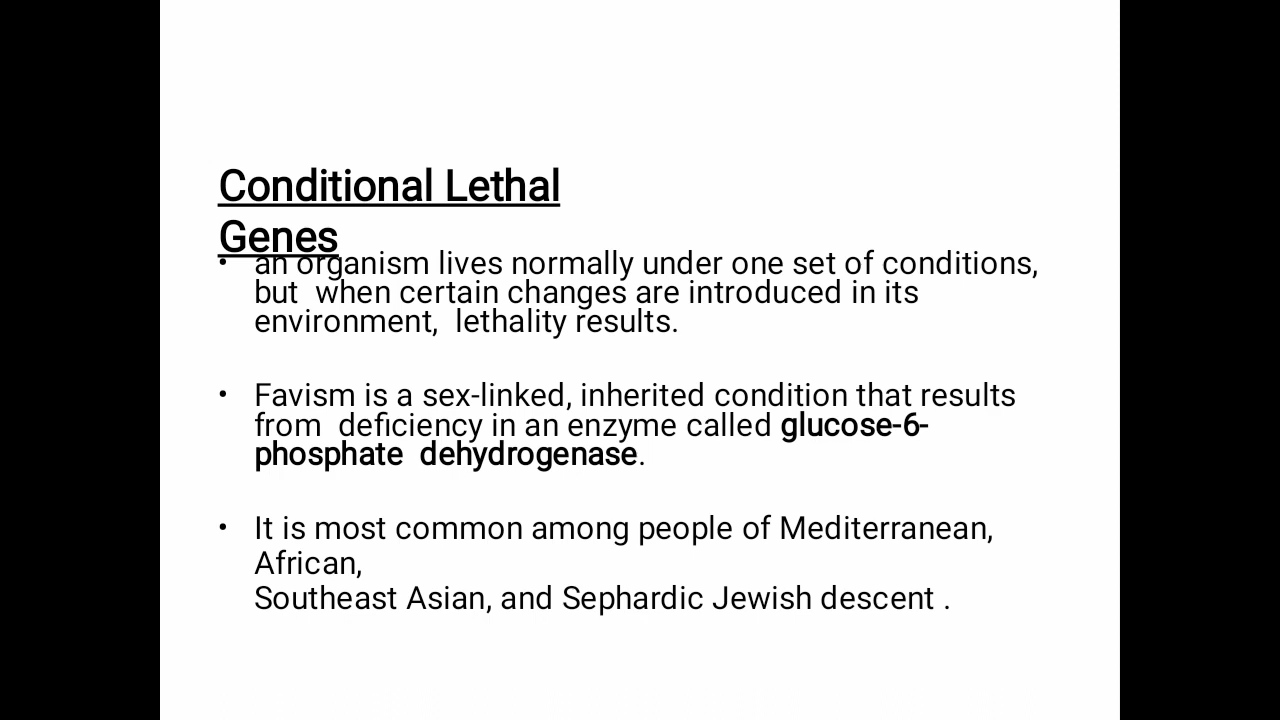 Conditional Lethal
Genes
• an organism lives normally under one set of conditions,
but  when certain changes are introduced in its
environment,  lethality results.
• Favism is a sex-linked, inherited condition that results
from  deficiency in an enzyme called glucose-6-
phosphate  dehydrogenase.
• It is most common among people of Mediterranean,
African,
Southeast Asian, and Sephardic Jewish descent .